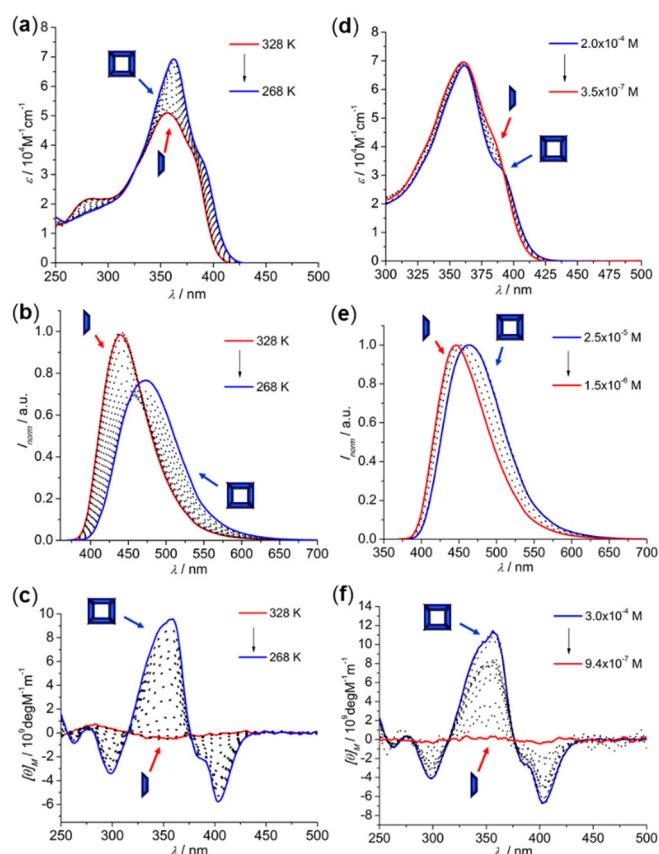 (a)
328 K
268 K
ε / 10⁴M⁻¹cm⁻¹
8
7
6
5
4
3
2
1
0
250 300 350 400 450 500
λ / nm
(d)
2.0x10⁻⁴ M
3.5x10⁻⁷ M
ε / 10⁴M⁻¹cm⁻¹
8
7
6
5
4
3
2
1
0
300 325 350 375 400 425 450 475 500
λ / nm
(b)
328 K
268 K
Iₙₒᵣₘ / a.u.
1.0
0.8
0.6
0.4
0.2
0.0
400 450 500 550 600 650 700
λ / nm
(e)
2.5x10⁻⁵ M
1.5x10⁻⁶ M
Iₙₒᵣₘ / a.u.
1.0
0.8
0.6
0.4
0.2
0.0
350 400 450 500 550 600 650 700
λ / nm
(c)
328 K
268 K
[θ]M / 10⁹degM⁻¹m⁻¹
10
8
6
4
2
0
-2
-4
-6
250 300 350 400 450 500
λ / nm
(f)
3.0x10⁻⁴ M
9.4x10⁻⁷ M
[θ]M / 10⁹degM⁻¹m⁻¹
14
12
10
8
6
4
2
0
-2
-4
-6
-8
250 300 350 400 450 500
λ / nm